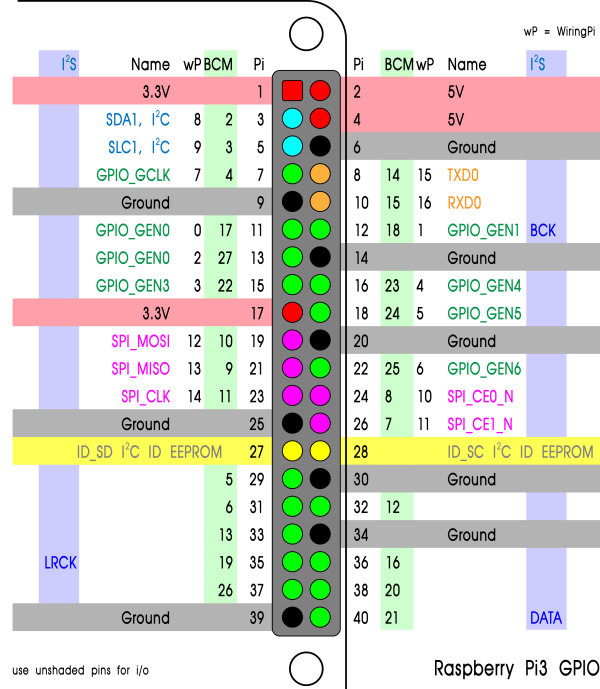 wP = WiringPi
I²S Name wP BCM Pi Pi BCM wP Name I²S
3.3V 1 2 5V
SDA1, I²C 8 2 3 4 5V
SLC1, I²C 9 3 5 6 Ground
GPIO_GCLK 7 4 7 8 14 15 TXD0
Ground 9 10 15 16 RXD0
GPIO_GEN0 0 17 11 12 18 1 GPIO_GEN1 BCK
GPIO_GEN0 2 27 13 14 Ground
GPIO_GEN3 3 22 15 16 23 4 GPIO_GEN4
3.3V 17 18 24 5 GPIO_GEN5
SPI_MOSI 12 10 19 20 Ground
SPI_MISO 13 9 21 22 25 6 GPIO_GEN6
SPI_CLK 14 11 23 24 8 10 SPI_CE0_N
Ground 25 26 7 11 SPI_CE1_N
ID_SD I²C ID EEPROM 27 28 ID_SC I²C ID EEPROM
5 29 30 Ground
6 31 32 12
13 33 34 Ground
LRCK 19 35 36 16
26 37 38 20
Ground 39 40 21 DATA
use unshaded pins for i/o
Raspberry Pi3 GPIO